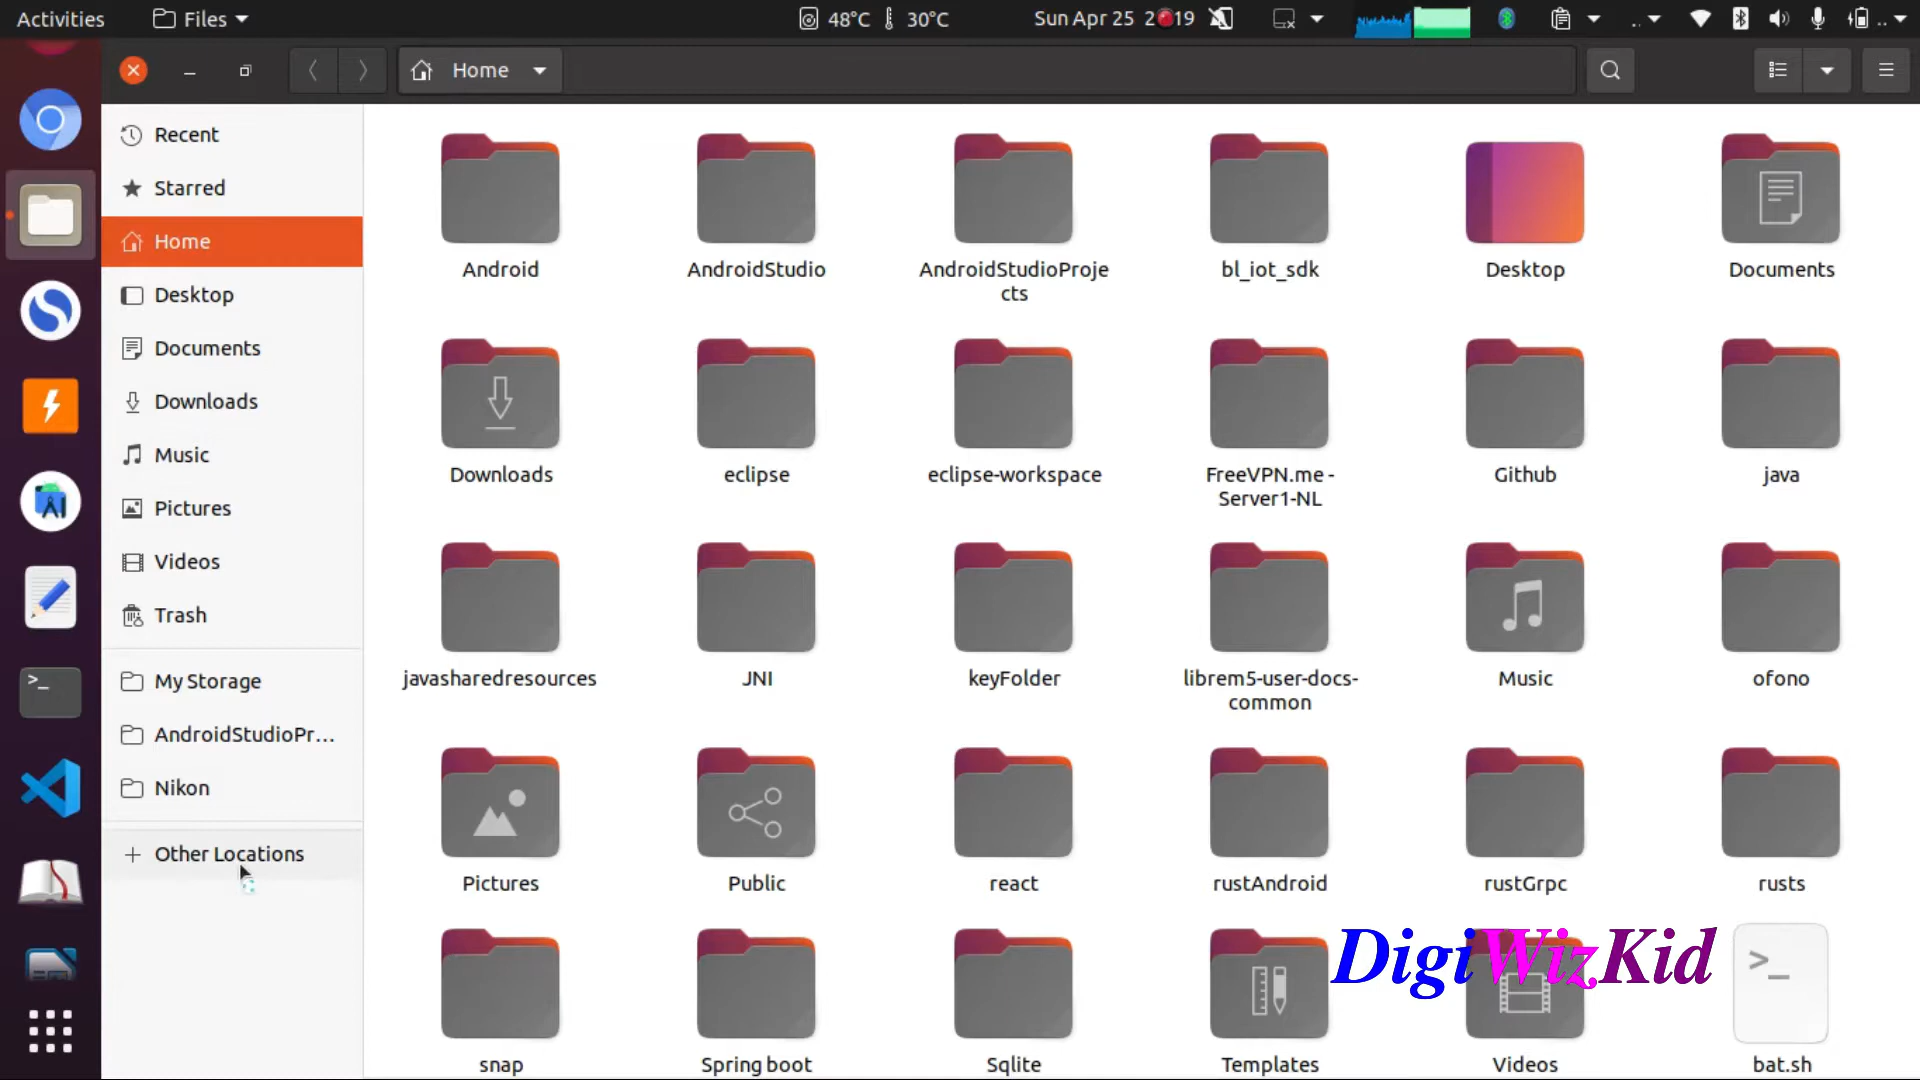 Activities
Files
48°C
30°C
Sun Apr 25 2
19
Home
Recent
Starred
Home
Desktop
Documents
Downloads
Music
Pictures
Videos
Trash
My Storage
AndroidStudioPr...
Nikon
Other Locations
Android
AndroidStudio
AndroidStudioProje
cts
bl_iot_sdk
Desktop
Documents
Downloads
eclipse
eclipse-workspace
FreeVPN.me -
Server1-NL
Github
java
javasharedresources
JNI
keyFolder
librem5-user-docs-
common
Music
ofono
Pictures
Public
react
rustAndroid
rustGrpc
rusts
DigiWizKid
snap
Spring boot
Sqlite
Templates
Videos
bat.sh